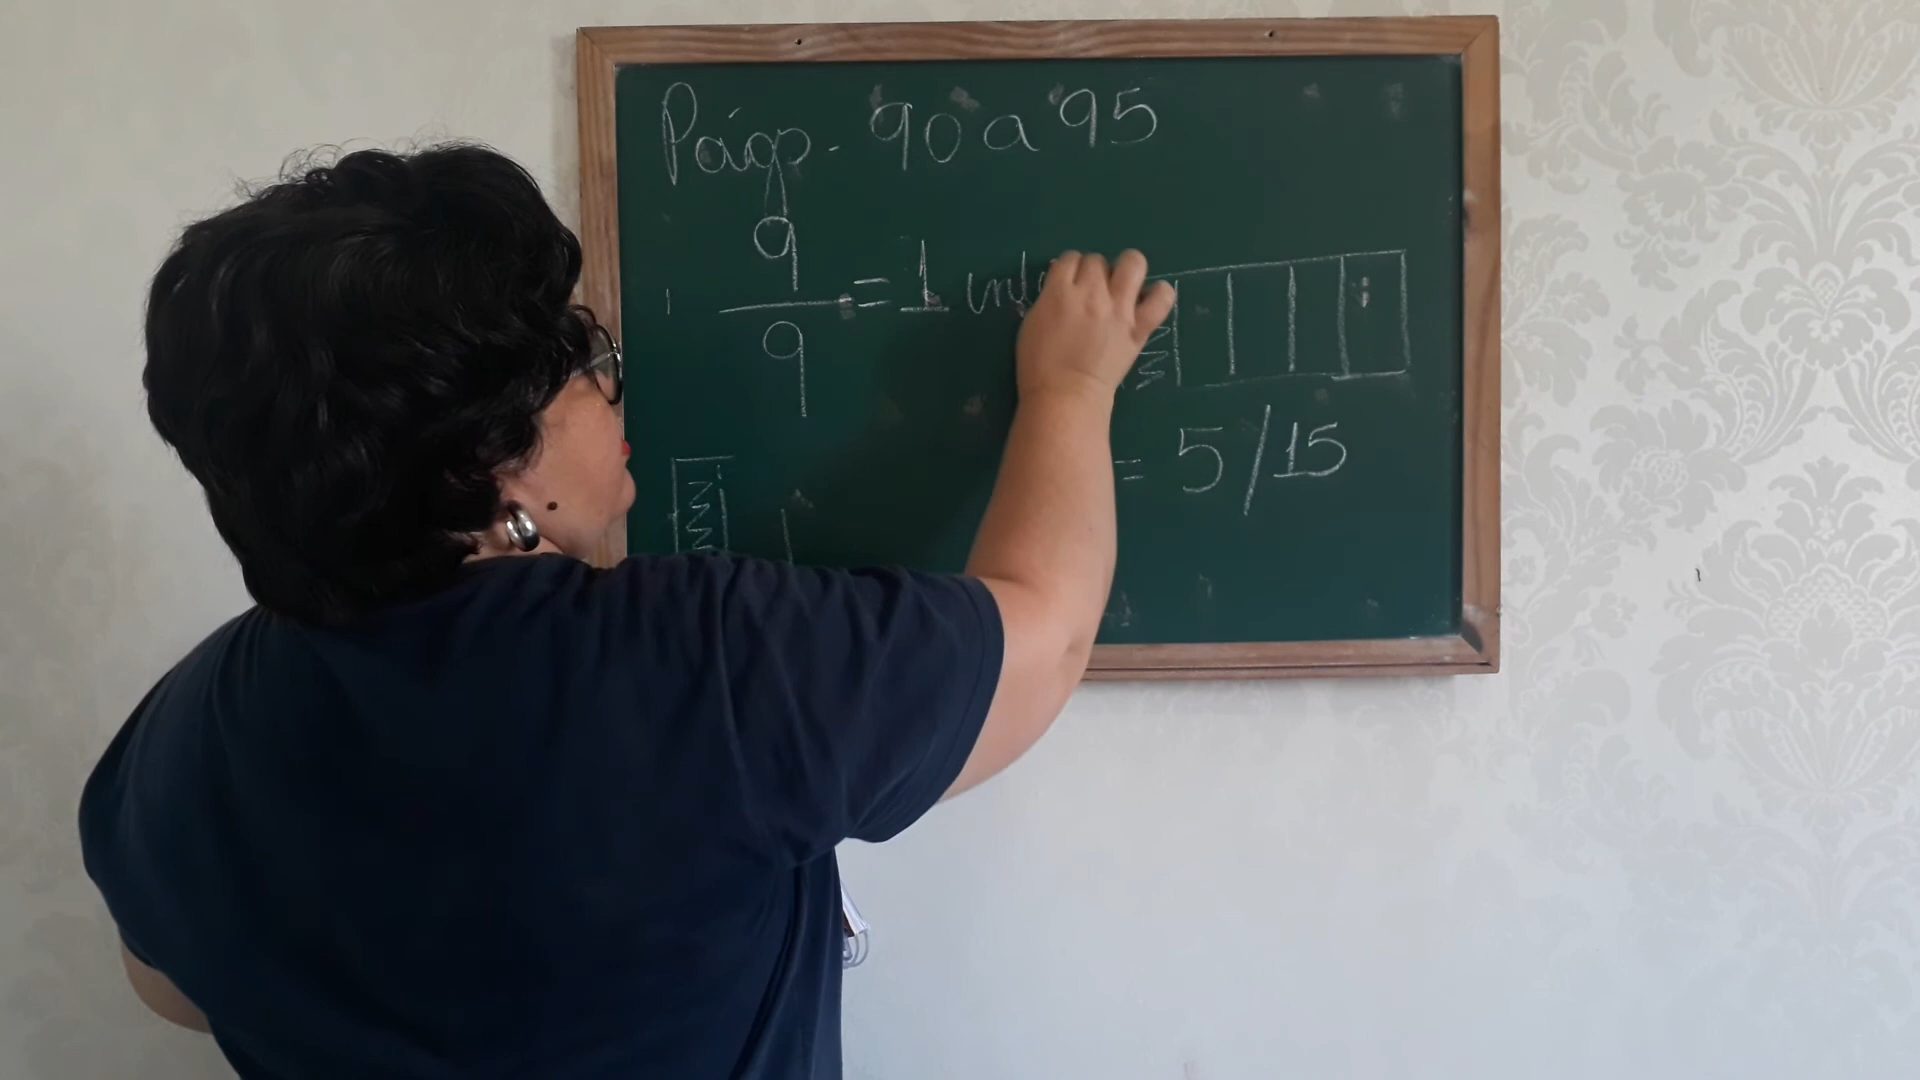 Págs - 90 a 95
9
/
9 = 1
= 5/15